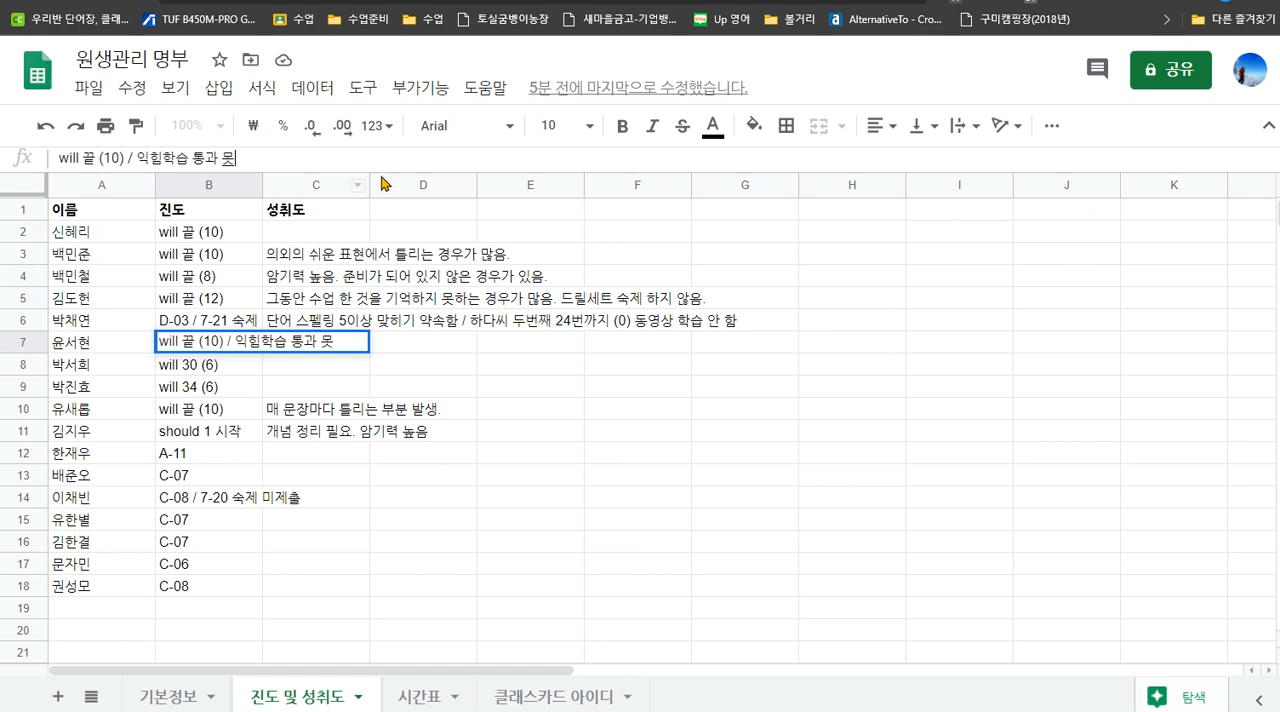 우리반 단어장, 클래... TUF B450M-PRO G... 수업 수업준비 수업 토실굼벵이농장 새마을금고-기업뱅... Up 영어 볼거리 AlternativeTo - Cro... 구미캠핑장(2018년) 다른 즐겨찾기
원생관리 명부
공유
파일 수정 보기 삽입 서식 데이터 도구 부가기능 도움말 5분 전에 마지막으로 수정했습니다.
100% ₩ % .0 .00 123 Arial 10 B I S A
fx will 끝 (10) / 익힘학습 통과 못
A B C D E F G H I J K
1 이름 진도 성취도
2 신혜리 will 끝 (10)
3 백민준 will 끝 (10) 의외의 쉬운 표현에서 틀리는 경우가 많음.
4 백민철 will 끝 (8) 암기력 높음. 준비가 되어 있지 않은 경우가 있음.
5 김도헌 will 끝 (12) 그동안 수업 한 것을 기억하지 못하는 경우가 많음. 드릴세트 숙제 하지 않음.
6 박채연 D-03 / 7-21 숙제 단어 스펠링 5이상 맞히기 약속함 / 하다씨 두번째 24번까지 (0) 동영상 학습 안 함
7 윤서현 will 끝 (10) / 익힘학습 통과 못
8 박서희 will 30 (6)
9 박진효 will 34 (6)
10 유새롭 will 끝 (10) 매 문장마다 틀리는 부분 발생.
11 김지우 should 1 시작 개념 정리 필요. 암기력 높음
12 한재우 A-11
13 배준오 C-07
14 이채빈 C-08 / 7-20 숙제 미제출
15 유한별 C-07
16 김한결 C-07
17 문자민 C-06
18 권성모 C-08
19
20
21
기본정보 진도 및 성취도 시간표 클래스카드 아이디 탐색